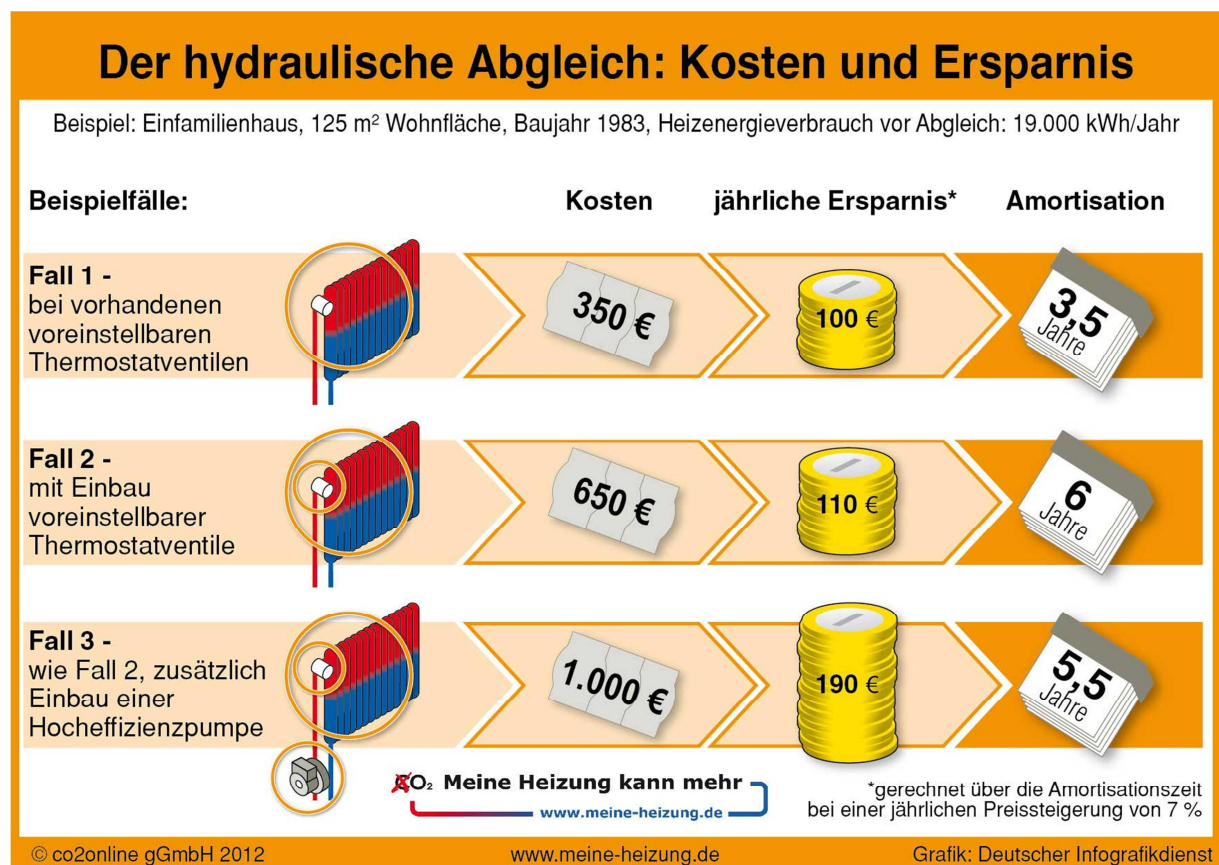 Der hydraulische Abgleich: Kosten und Ersparnis
Beispiel: Einfamilienhaus, 125 m² Wohnfläche, Baujahr 1983, Heizenergieverbrauch vor Abgleich: 19.000 kWh/Jahr
Beispielfälle:
Kosten
jährliche Ersparnis*
Amortisation
Fall 1 -
bei vorhandenen
voreinstellbaren
Thermostatventilen
350 €
100 €
3,5
Jahre
Fall 2 -
mit Einbau
voreinstellbarer
Thermostatventile
650 €
110 €
6
Jahre
Fall 3 -
wie Fall 2, zusätzlich
Einbau einer
Hocheffizienzpumpe
1.000 €
190 €
5,5
Jahre
CO₂ Meine Heizung kann mehr
www.meine-heizung.de
*gerechnet über die Amortisationszeit
bei einer jährlichen Preissteigerung von 7 %
© co2online gGmbH 2012
www.meine-heizung.de
Grafik: Deutscher Infografikdienst